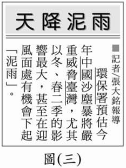 天降泥雨
■記者/張大銘報導
環保署預估今
年中國沙塵暴將嚴
重威脅臺灣，尤其
以冬、春二季的影
響最大，甚至在迎
風面處有機會下起
「泥雨」。
圖(三)